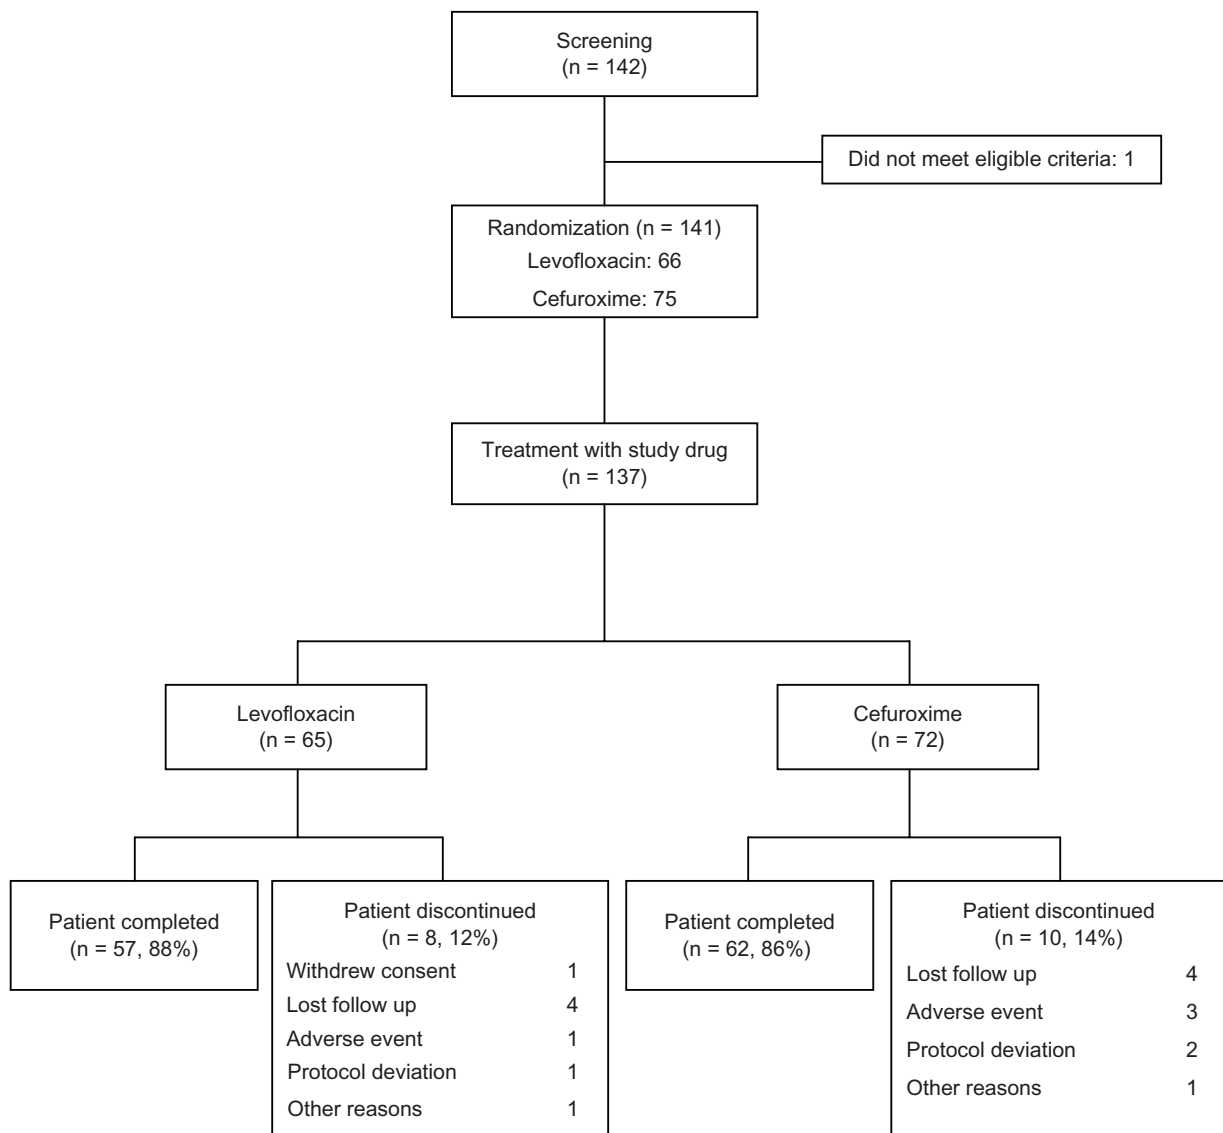 Screening
(n = 142)
Did not meet eligible criteria: 1
Randomization (n = 141)
Levofloxacin: 66
Cefuroxime: 75
Treatment with study drug
(n = 137)
Levofloxacin
(n = 65)
Cefuroxime
(n = 72)
Patient completed
(n = 57, 88%)
Patient discontinued
(n = 8, 12%)
Withdrew consent 1
Lost follow up 4
Adverse event 1
Protocol deviation 1
Other reasons 1
Patient completed
(n = 62, 86%)
Patient discontinued
(n = 10, 14%)
Lost follow up 4
Adverse event 3
Protocol deviation 2
Other reasons 1